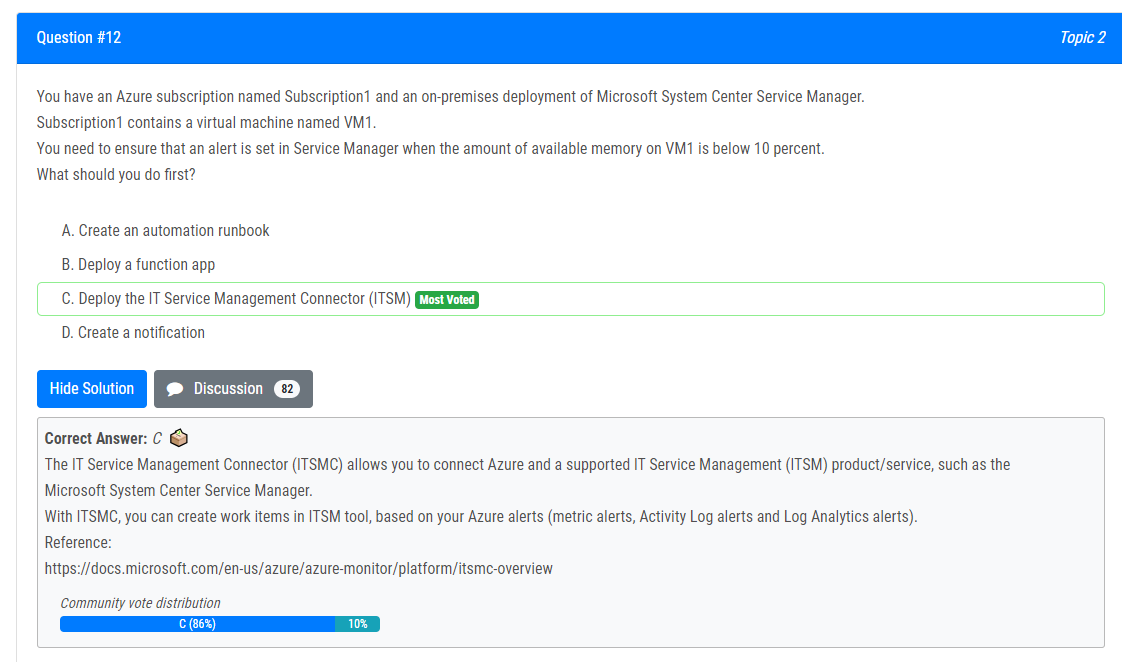 Question #12
Topic 2
You have an Azure subscription named Subscription1 and an on-premises deployment of Microsoft System Center Service Manager.
Subscription1 contains a virtual machine named VM1.
You need to ensure that an alert is set in Service Manager when the amount of available memory on VM1 is below 10 percent.
What should you do first?
A. Create an automation runbook
B. Deploy a function app
C. Deploy the IT Service Management Connector (ITSM) Most Voted
D. Create a notification
Hide Solution
Discussion 82
Correct Answer: C
The IT Service Management Connector (ITSMC) allows you to connect Azure and a supported IT Service Management (ITSM) product/service, such as the
Microsoft System Center Service Manager.
With ITSMC, you can create work items in ITSM tool, based on your Azure alerts (metric alerts, Activity Log alerts and Log Analytics alerts).
Reference:
https://docs.microsoft.com/en-us/azure/azure-monitor/platform/itsmc-overview
Community vote distribution
C (86%)
10%